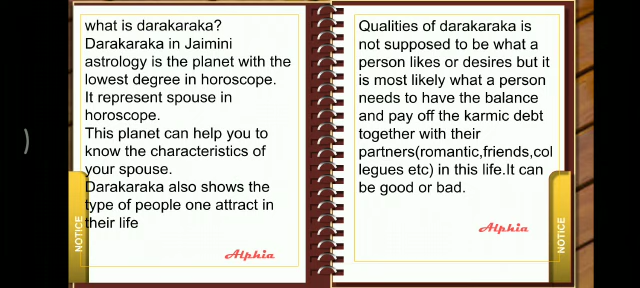 what is darakaraka?
Darakaraka in Jaimini
astrology is the planet with the
lowest degree in horoscope.
It represent spouse in
horoscope.
This planet can help you to
know the characteristics of
your spouse.
Darakaraka also shows the
type of people one attract in
their life
Alphia
NOTICE
Qualities of darakaraka is
not supposed to be what a
person likes or desires but it
is most likely what a person
needs to have the balance
and pay off the karmic debt
together with their
partners(romantic,friends,col
legues etc) in this life.It can
be good or bad.
Alphia
NOTICE